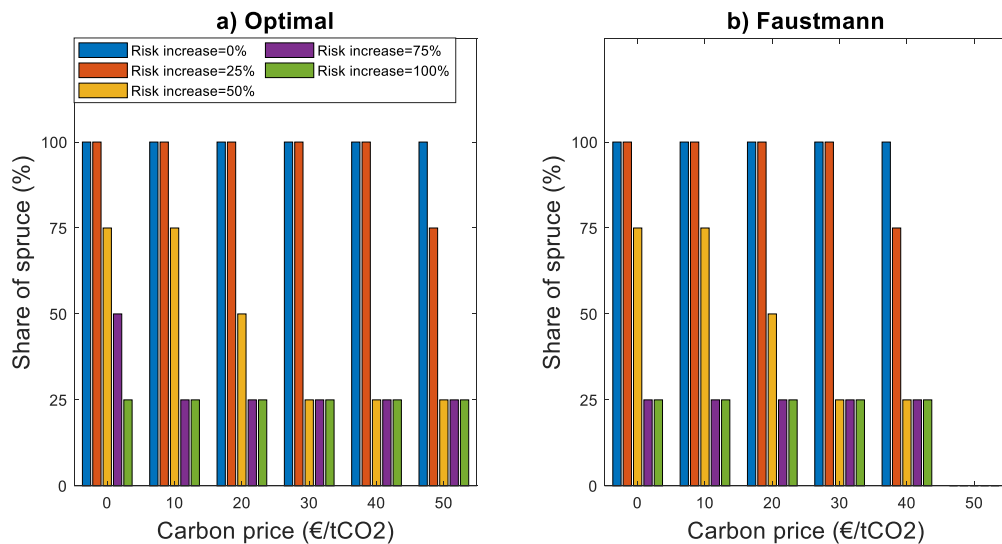 a) Optimal
Risk increase=0%
Risk increase=25%
Risk increase=50%
Risk increase=75%
Risk increase=100%
100
75
50
25
0
Share of spruce (%)
0 10 20 30 40 50
Carbon price (€/tCO2)
b) Faustmann
100
75
50
25
0
Share of spruce (%)
0 10 20 30 40 50
Carbon price (€/tCO2)